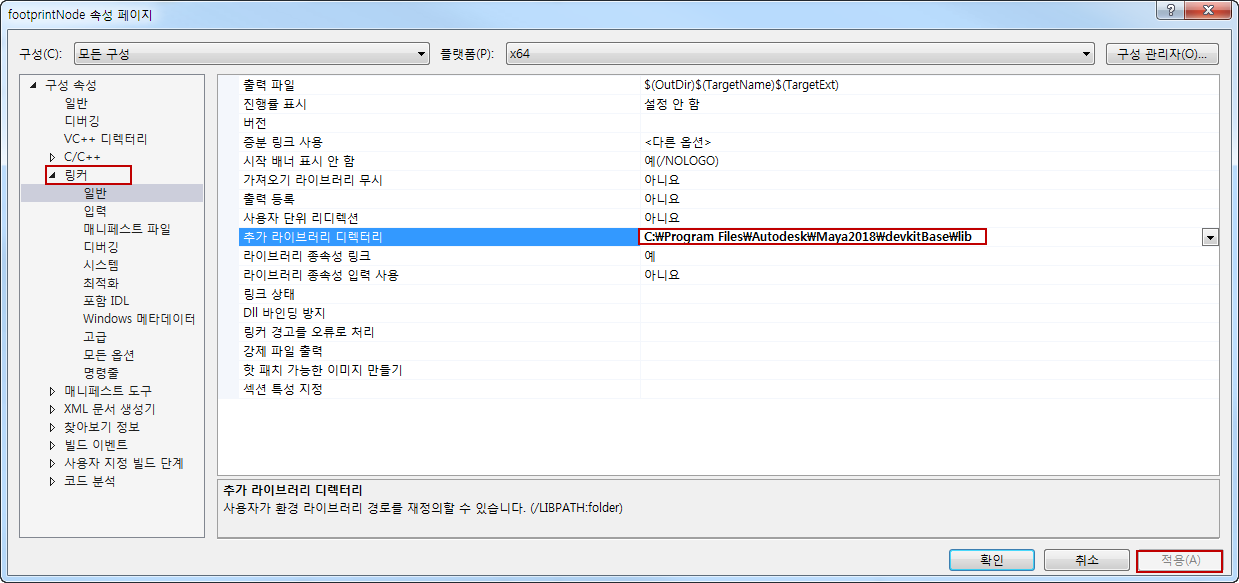 footprintNode 속성 페이지
구성(C): 모든 구성 플랫폼(P): x64 구성 관리자(O)...
구성 속성
일반
디버깅
VC++ 디렉터리
C/C++
링커
일반
입력
매니페스트 파일
디버깅
시스템
최적화
포함 IDL
Windows 메타데이터
고급
모든 옵션
명령줄
매니페스트 도구
XML 문서 생성기
찾아보기 정보
빌드 이벤트
사용자 지정 빌드 단계
코드 분석
출력 파일 $(OutDir)$(TargetName)$(TargetExt)
진행률 표시 설정 안 함
버전
증분 링크 사용 <다른 옵션>
시작 배너 표시 안 함 예(/NOLOGO)
가져오기 라이브러리 무시 아니요
출력 등록 아니요
사용자 단위 리디렉션 아니요
추가 라이브러리 디렉터리 C:₩Program Files₩Autodesk₩Maya2018₩devkitBase₩lib
라이브러리 종속성 링크 예
라이브러리 종속성 입력 사용 아니요
링크 상태
Dll 바인딩 방지
링커 경고를 오류로 처리
강제 파일 출력
핫 패치 가능한 이미지 만들기
섹션 특성 지정
추가 라이브러리 디렉터리
사용자가 환경 라이브러리 경로를 재정의할 수 있습니다. (/LIBPATH:folder)
확인 취소 적용(A)